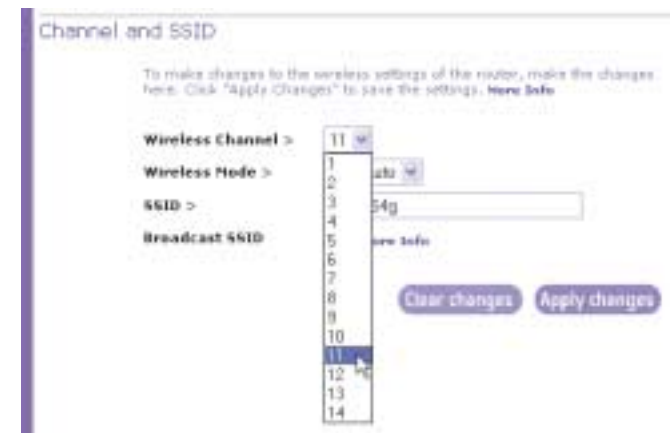 Channel and SSID
To make changes to the wireless settings of the router, make the changes
here. Click "Apply Changes" to save the settings. More Info
Wireless Channel > 11
Wireless Mode > uto
SSID > 54g
Broadcast SSID ore Info
1
2
3
4
5
6
7
8
9
10
11
12
13
14
Clear changes Apply changes